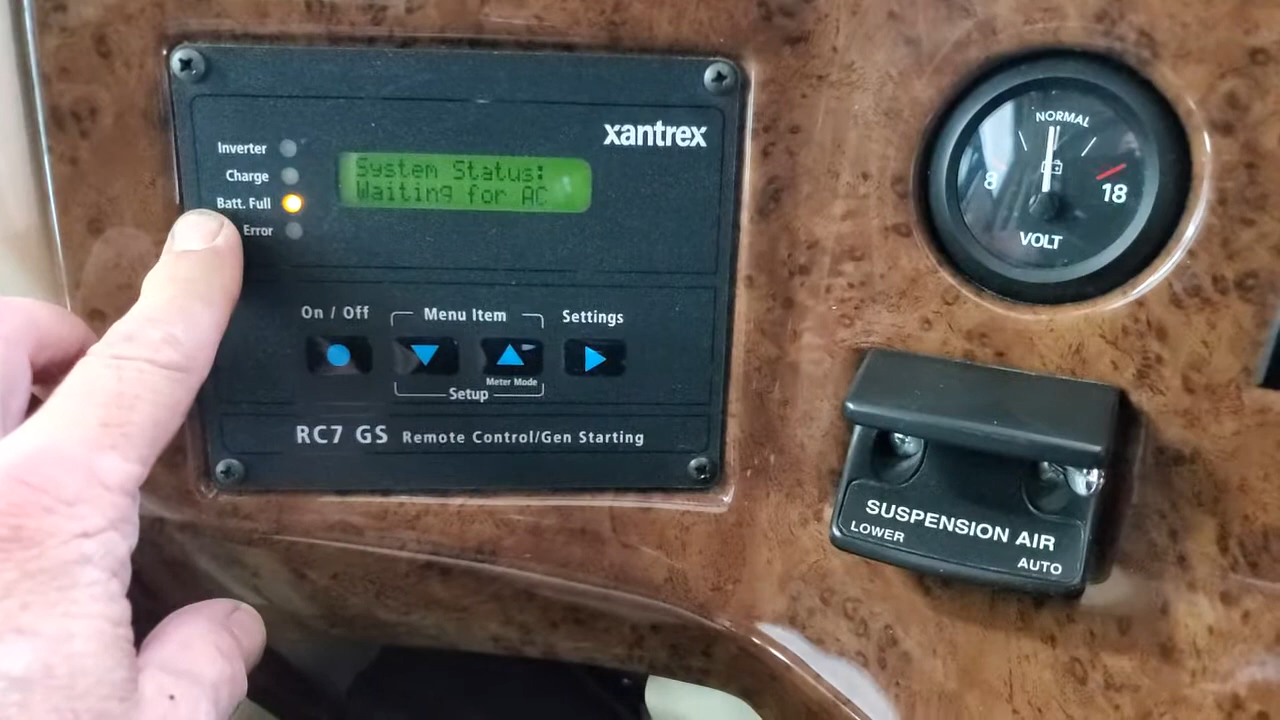 xantrex
Inverter
Charge
Batt. Full
Error
System Status:
Waiting for AC
On / Off
Menu Item
Settings
Meter Mode
Setup
RC7 GS Remote Control/Gen Starting
NORMAL
8
18
VOLT
SUSPENSION AIR
LOWER
AUTO